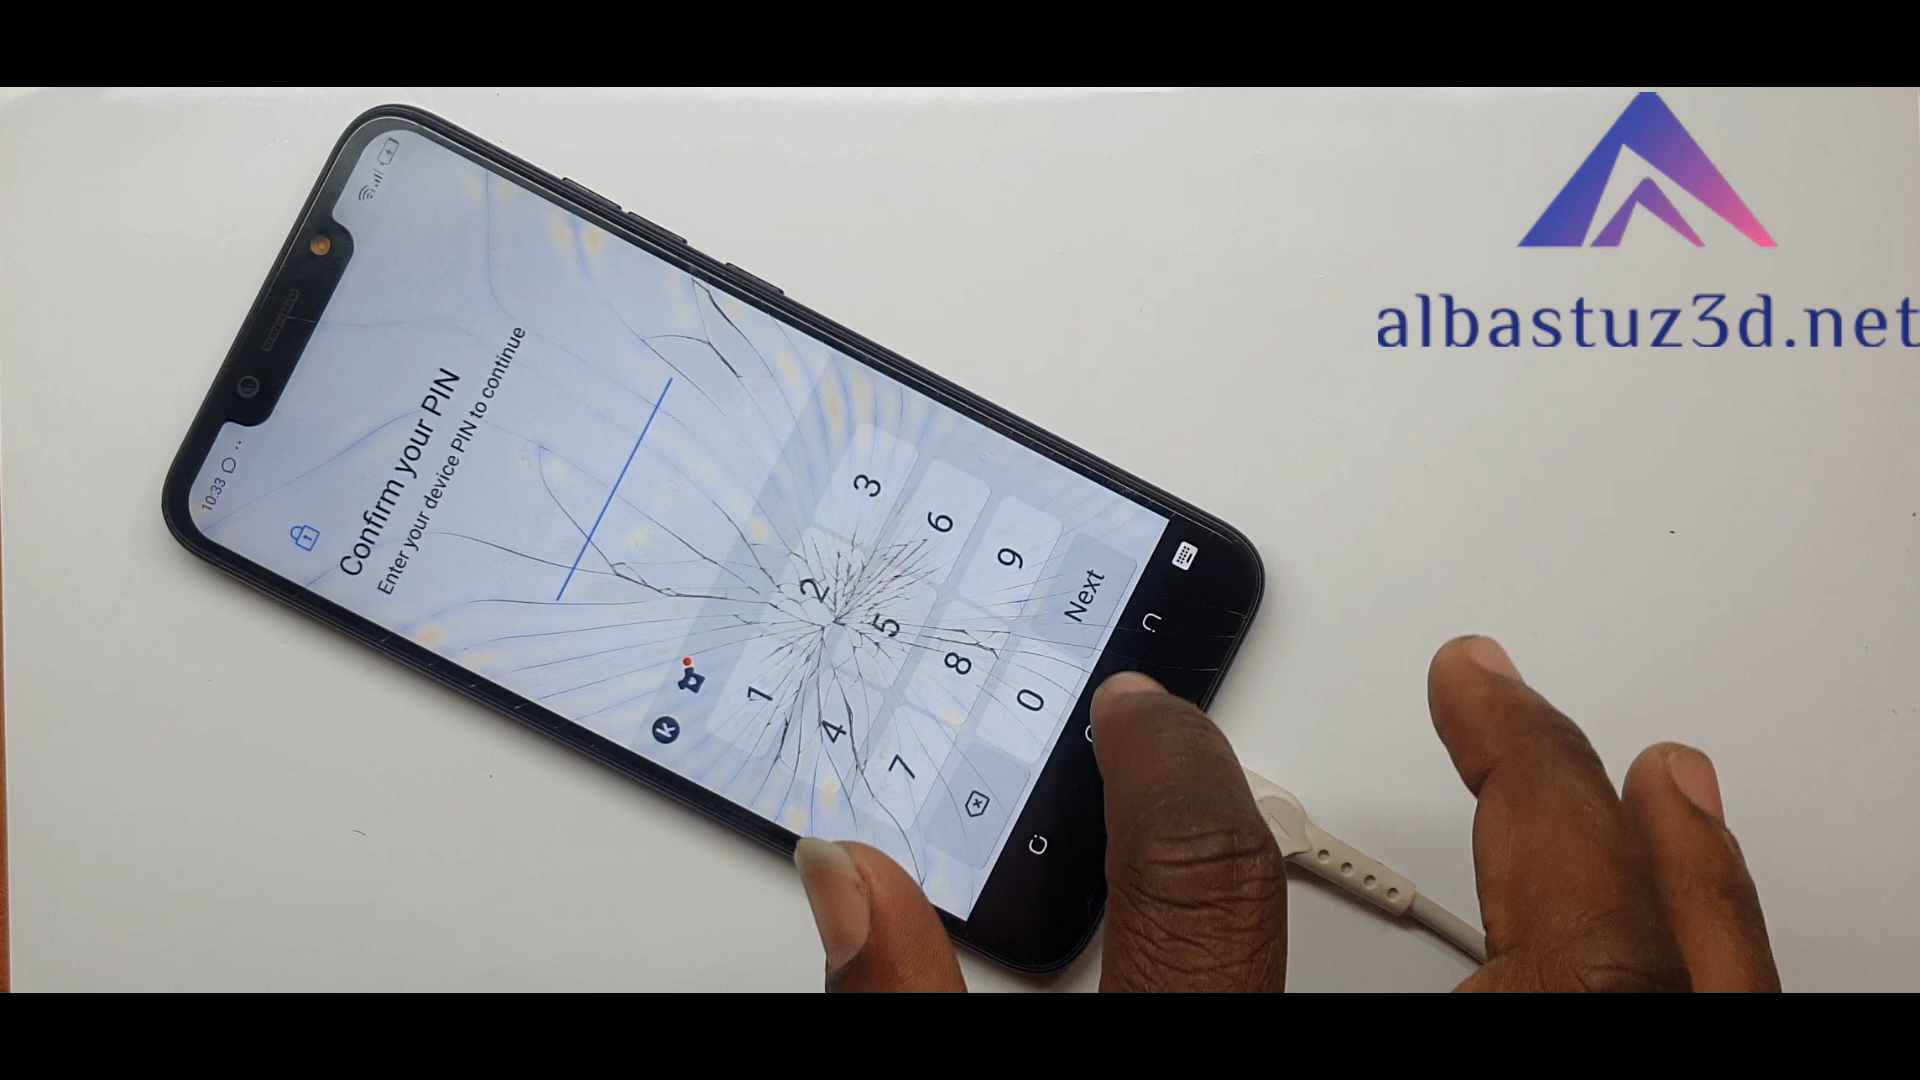 albastuz3d.net
10:33
Confirm your PIN
Enter your device PIN to continue
k
1 2 3
4 5 6
7 8 9
0 Next